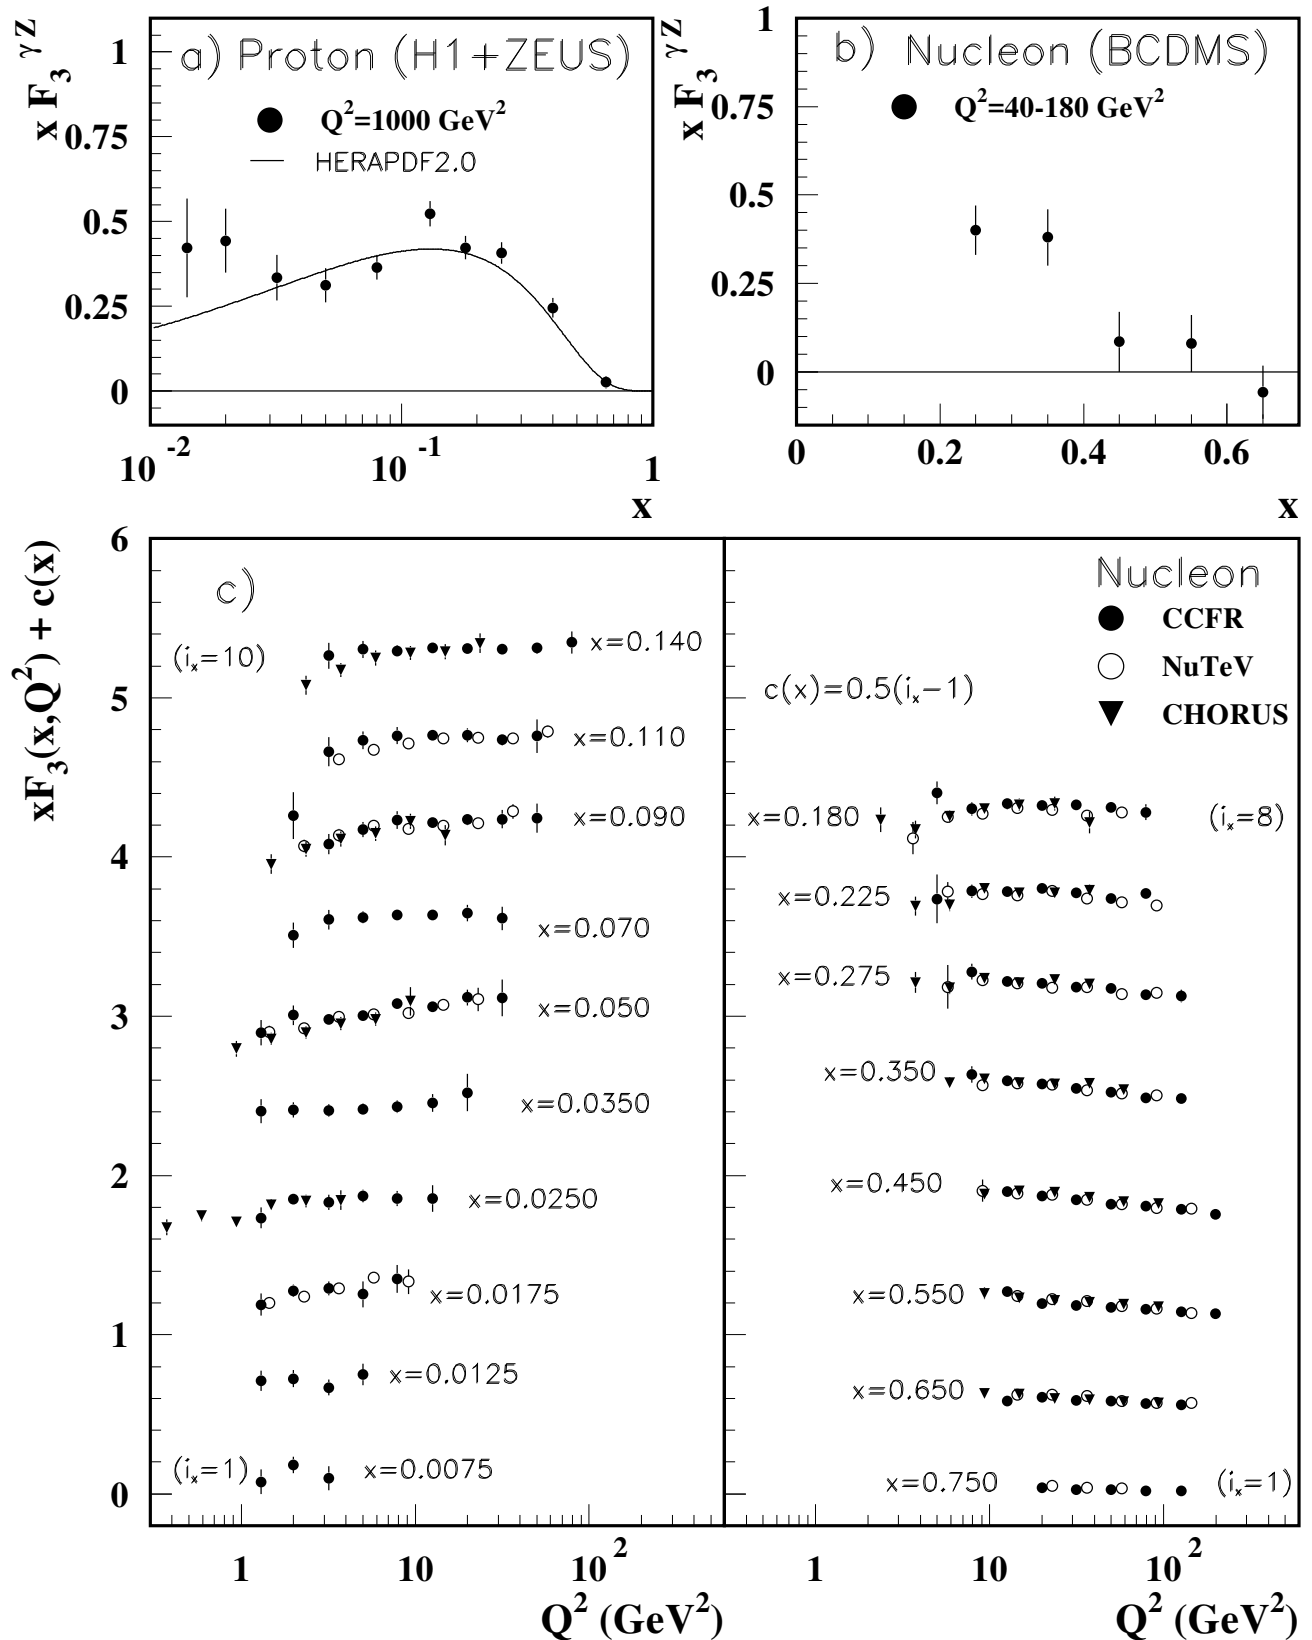 a) Proton (H1+ZEUS)
x F₃ ᵞᶻ
Q²=1000 GeV²
HERAPDF2.0
1
0.75
0.5
0.25
0
10⁻²
10⁻¹
1
x
b) Nucleon (BCDMS)
x F₃ ᵞᶻ
Q²=40-180 GeV²
1
0.75
0.5
0.25
0
0
0.2
0.4
0.6
x
xF₃(x,Q²) + c(x)
6
5
4
3
2
1
0
c)
(iₓ=10)
x=0.140
x=0.110
x=0.090
x=0.070
x=0.050
x=0.0350
x=0.0250
x=0.0175
x=0.0125
(iₓ=1)
x=0.0075
1
10
10²
Q² (GeV²)
Nucleon
CCFR
NuTeV
CHORUS
c(x)=0.5(iₓ−1)
x=0.180
(iₓ=8)
x=0.225
x=0.275
x=0.350
x=0.450
x=0.550
x=0.650
x=0.750
(iₓ=1)
1
10
10²
Q² (GeV²)